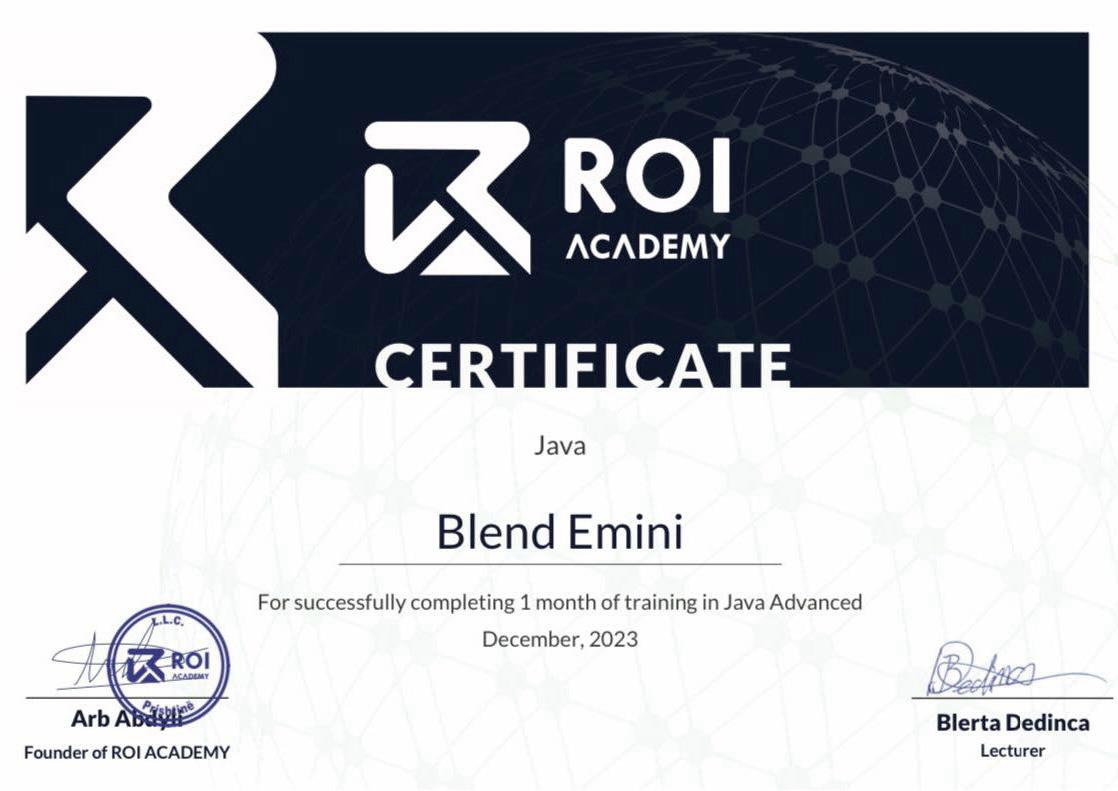 ROI
ACADEMY
CERTIFICATE
Java
Blend Emini
For successfully completing 1 month of training in Java Advanced
December, 2023
L.L.C.
ROI
ACADEMY
Prishtinë
Arb Abdyli
Founder of ROI ACADEMY
Bedinca
Blerta Dedinca
Lecturer